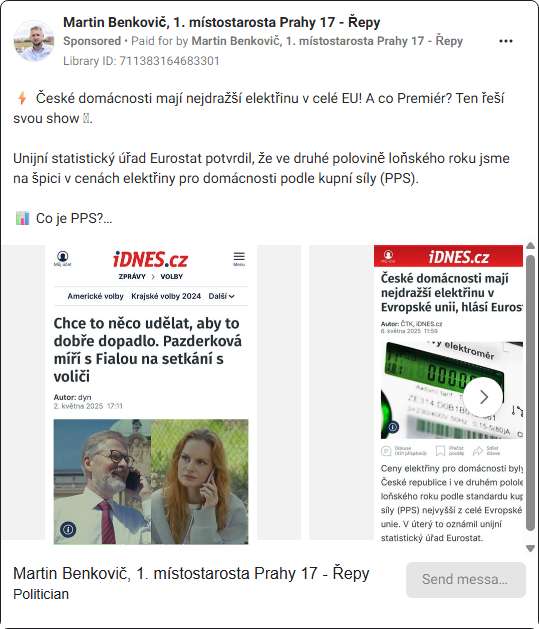 Martin Benkovič, 1. místostarosta Prahy 17 - Řepy
Sponsored • Paid for by Martin Benkovič, 1. místostarosta Prahy 17 - Řepy
Library ID: 711383164683301
⚡ České domácnosti mají nejdražší elektřinu v celé EU! A co Premiér? Ten řeší
svou show.
Unijní statistický úřad Eurostat potvrdil, že ve druhé polovině loňského roku jsme
na špici v cenách elektřiny pro domácnosti podle kupní síly (PPS).
📊 Co je PPS?...
Můj účet
iDNES.cz
Menu
ZPRÁVY > VOLBY
Americké volby Krajské volby 2024 Další
Chce to něco udělat, aby to
dobře dopadlo. Pazderková
míří s Fialou na setkání s
voliči
Autor: dyn
2. května 2025 17:11
Můj účet
iDNES.cz
České domácnosti mají
nejdražší elektřinu v
Evropské unii, hlásí Euros
Autor: ČTK, iDNES.cz
6. května 2025 11:59
vý elektroměr
Ceny elektřiny pro domácnosti byly
České republice i ve druhém polole
loňského roku podle standardu kup
síly (PPS) nejvyšší z celé Evropské
unie. V úterý to oznámil unijní
statistický úřad Eurostat.
Martin Benkovič, 1. místostarosta Prahy 17 - Řepy
Politician
Send messa...